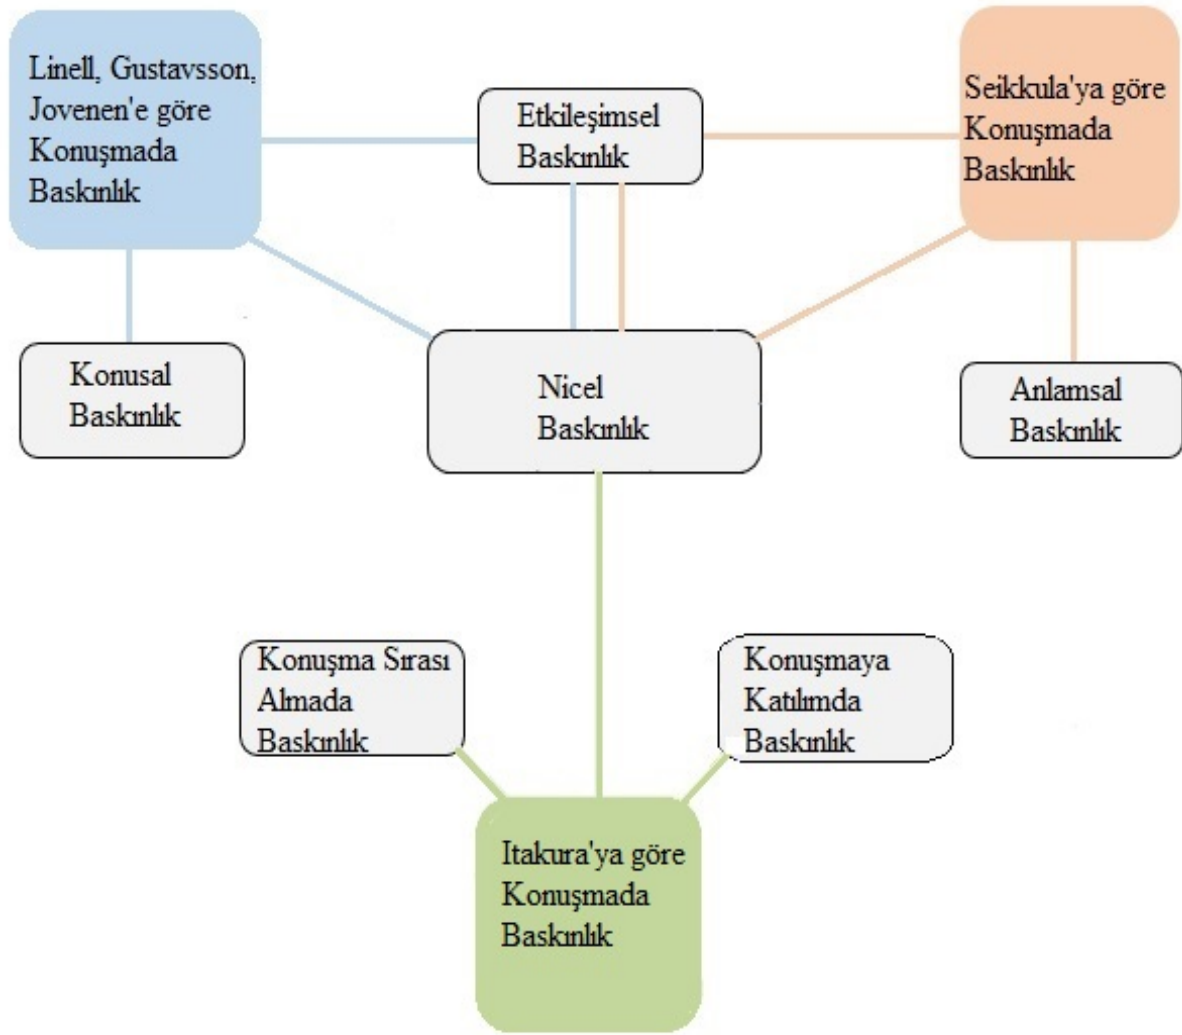 Linell, Gustavsson,
Jovenen'e göre
Konuşmada
Baskınlık
Etkileşimsel
Baskınlık
Seikkula'ya göre
Konuşmada
Baskınlık
Konusal
Baskınlık
Nicel
Baskınlık
Anlamsal
Baskınlık
Konuşma Sırası
Almada
Baskınlık
Konuşmaya
Katılımda
Baskınlık
Itakura'ya göre
Konuşmada
Baskınlık